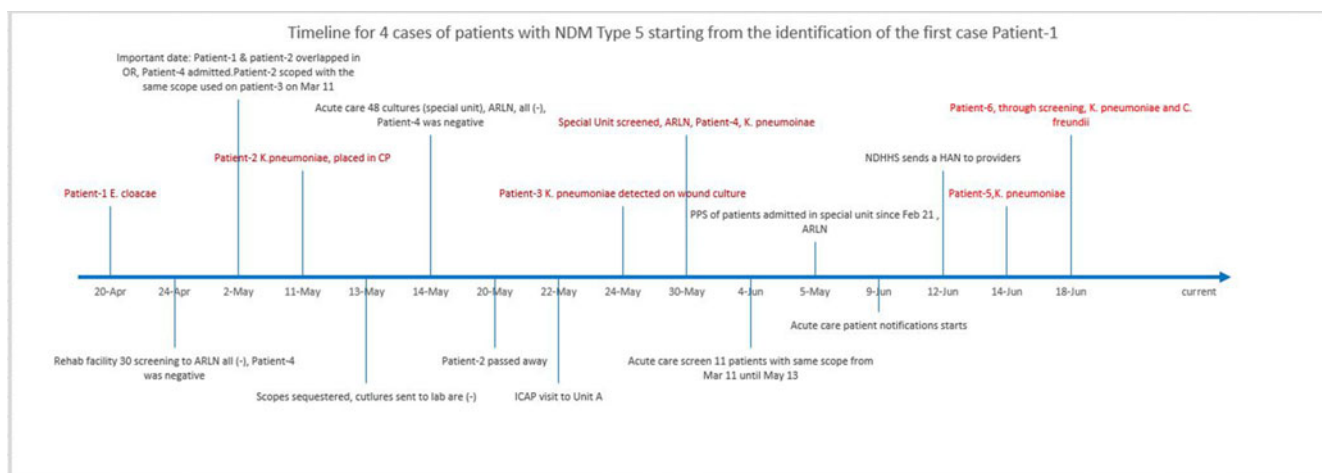 Timeline for 4 cases of patients with NDM Type 5 starting from the identification of the first case Patient-1
Important date: Patient-1 & patient-2 overlapped in
OR, Patient-4 admitted.Patient-2 scoped with the
same scope used on patient-3 on Mar 11
Acute care 48 cultures (special unit), ARLN, all (-),
Patient-4 was negative
Special Unit screened, ARLN, Patient-4, K. pneumoinae
Patient-6, through screening, K. pneumoniae and C.
freundii
Patient-2 K.pneumoniae, placed in CP
NDHHS sends a HAN to providers
Patient-1 E. cloacae
Patient-3 K. pneumoniae detected on wound culture
Patient-5,K. pneumoniae
PPS of patients admitted in special unit since Feb 21 ,
ARLN
20-Apr 24-Apr 2-May 11-May 13-May 14-May 20-May 22-May 24-May 30-May 4-Jun 5-May 9-Jun 12-Jun 14-Jun 18-Jun current
Acute care patient notifications starts
Rehab facility 30 screening to ARLN all (-), Patient-4
was negative
Patient-2 passed away
Acute care screen 11 patients with same scope from
Mar 11 until May 13
Scopes sequestered, cutlures sent to lab are (-)
ICAP visit to Unit A